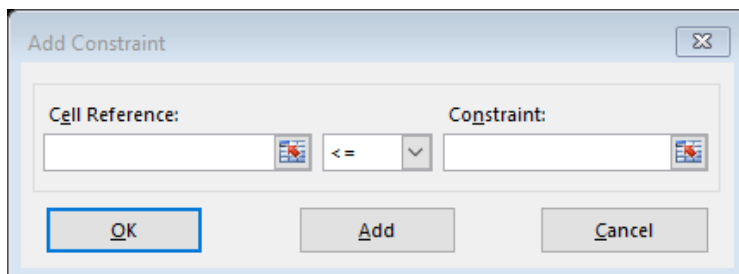 Add Constraint
Cell Reference:
Constraint:
<=
OK
Add
Cancel